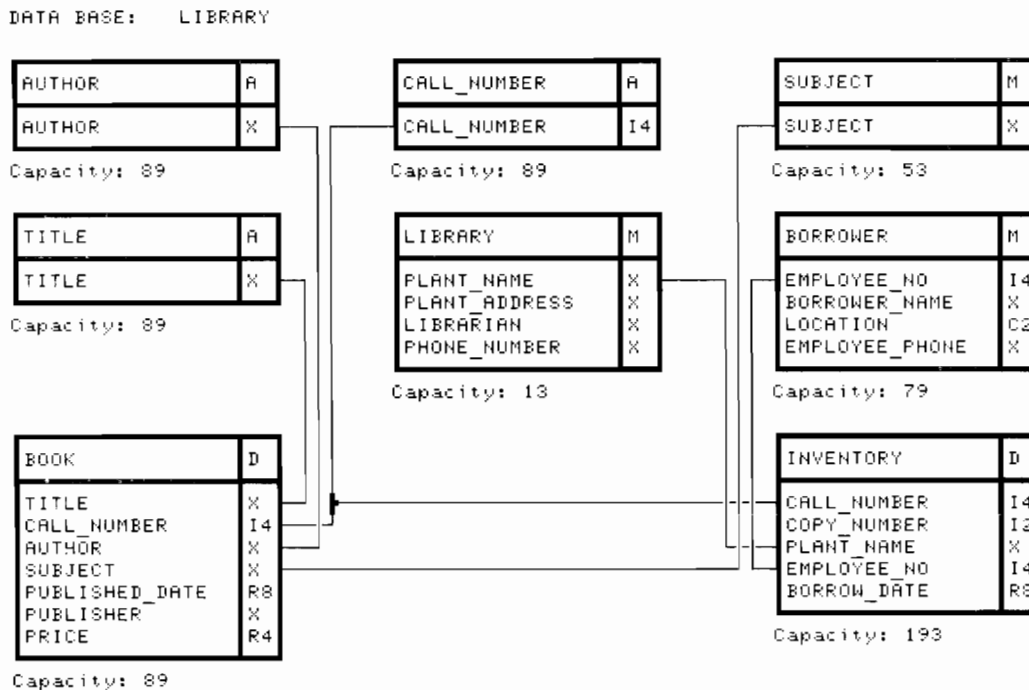 DATA BASE: LIBRARY
AUTHOR A
AUTHOR X
Capacity: 89
CALL_NUMBER A
CALL_NUMBER I4
Capacity: 89
SUBJECT M
SUBJECT X
Capacity: 53
TITLE A
TITLE X
Capacity: 89
LIBRARY M
PLANT_NAME X
PLANT_ADDRESS X
LIBRARIAN X
PHONE_NUMBER X
Capacity: 13
BORROWER M
EMPLOYEE_NO I4
BORROWER_NAME X
LOCATION C2
EMPLOYEE_PHONE X
Capacity: 79
BOOK D
TITLE X
CALL_NUMBER I4
AUTHOR X
SUBJECT X
PUBLISHED_DATE R8
PUBLISHER X
PRICE R4
Capacity: 89
INVENTORY D
CALL_NUMBER I4
COPY_NUMBER I2
PLANT_NAME X
EMPLOYEE_NO I4
BORROW_DATE R8
Capacity: 193